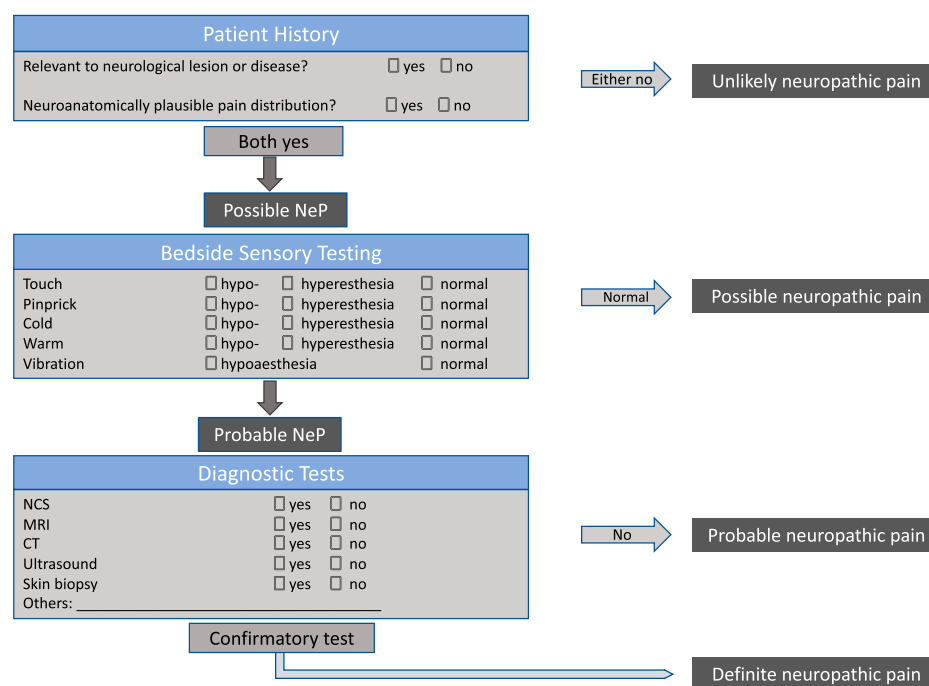 Patient History
Relevant to neurological lesion or disease? yes no
Either no
Unlikely neuropathic pain
Neuroanatomically plausible pain distribution? yes no
Both yes
Possible NeP
Bedside Sensory Testing
Touch hypo- hyperesthesia normal
Pinprick hypo- hyperesthesia normal
Cold hypo- hyperesthesia normal
Warm hypo- hyperesthesia normal
Vibration hypoaesthesia normal
Normal
Possible neuropathic pain
Probable NeP
Diagnostic Tests
NCS yes no
MRI yes no
CT yes no
Ultrasound yes no
Skin biopsy yes no
Others:
No
Probable neuropathic pain
Confirmatory test
Definite neuropathic pain